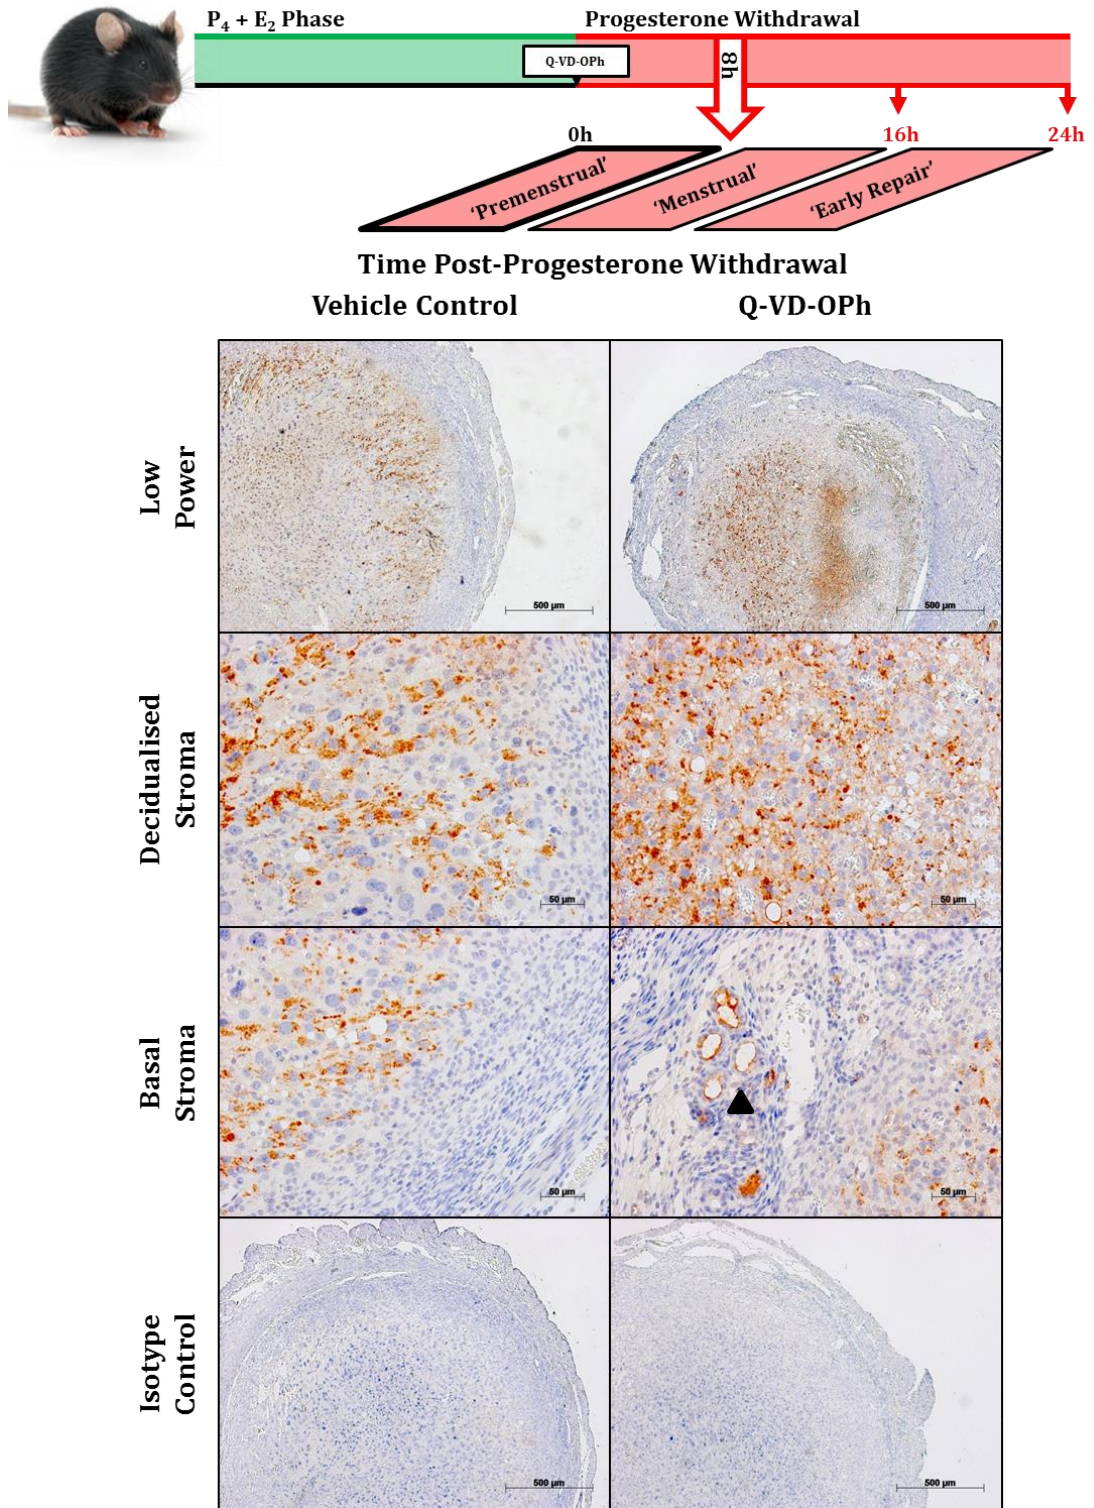 P₄ + E₂ Phase
Progesterone Withdrawal
Q-VD-OPh
8h
0h
16h
24h
'Premenstrual'
'Menstrual'
'Early Repair'
Time Post-Progesterone Withdrawal
Vehicle Control
Q-VD-OPh
Low
Power
500 µm
500 µm
Decidualised
Stroma
50 µm
50 µm
Basal
Stroma
50 µm
50 µm
Isotype
Control
500 µm
500 µm